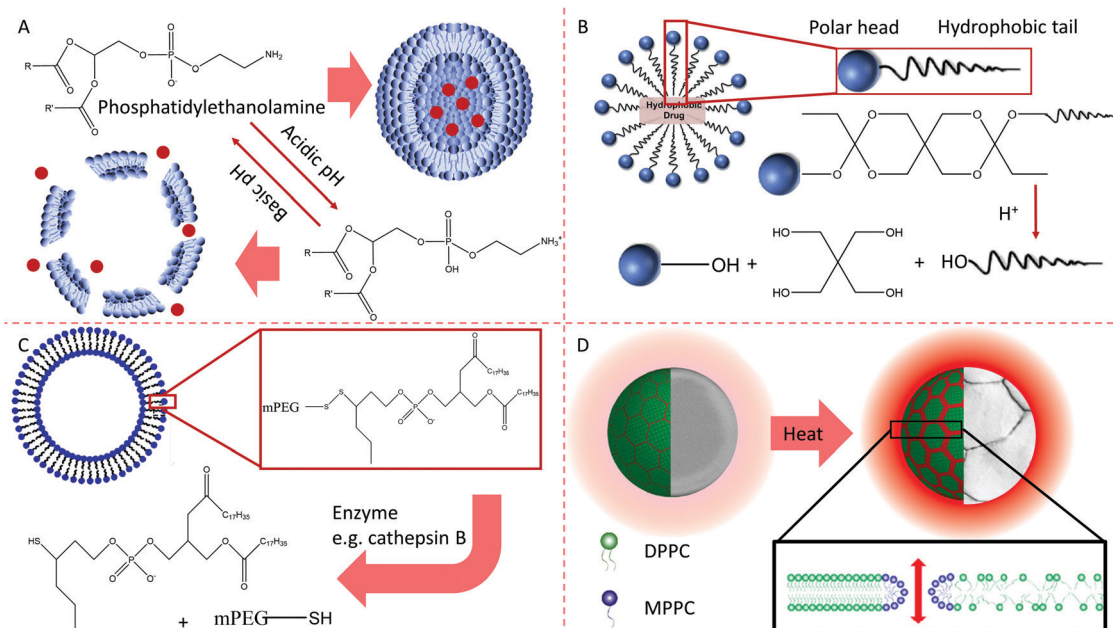 A
O
O
P
O
O
O⁻
NH₂
R
O
O
R'
O
Phosphatidylethanolamine
Acidic pH
Basic pH
O
O
P
O
OH
NH₃⁺
R
O
O
O
R'
O
B
Polar head
Hydrophobic tail
Hydrophobic
Drug
O
O
O
O
O
O
H⁺
OH
+
HO
OH
HO
OH
+
HO
C
O
C₁₇H₃₅
mPEG
S
S
O
O
P
O
O⁻
O
C₁₇H₃₅
O
Enzyme
e.g. cathepsin B
O
C₁₇H₃₅
HS
O
O
P
O
O⁻
O
C₁₇H₃₅
O
+
mPEG
SH
D
Heat
DPPC
MPPC